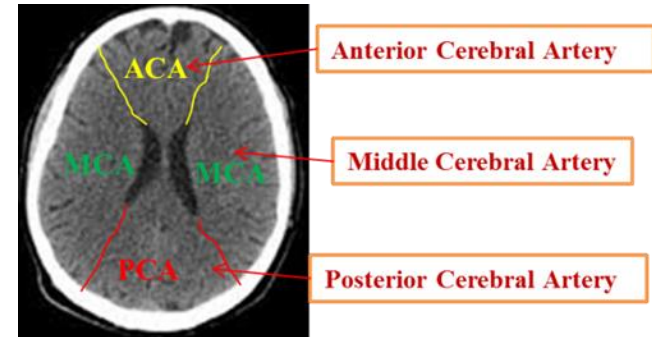 ACA
Anterior Cerebral Artery
MCA
MCA
Middle Cerebral Artery
PCA
Posterior Cerebral Artery